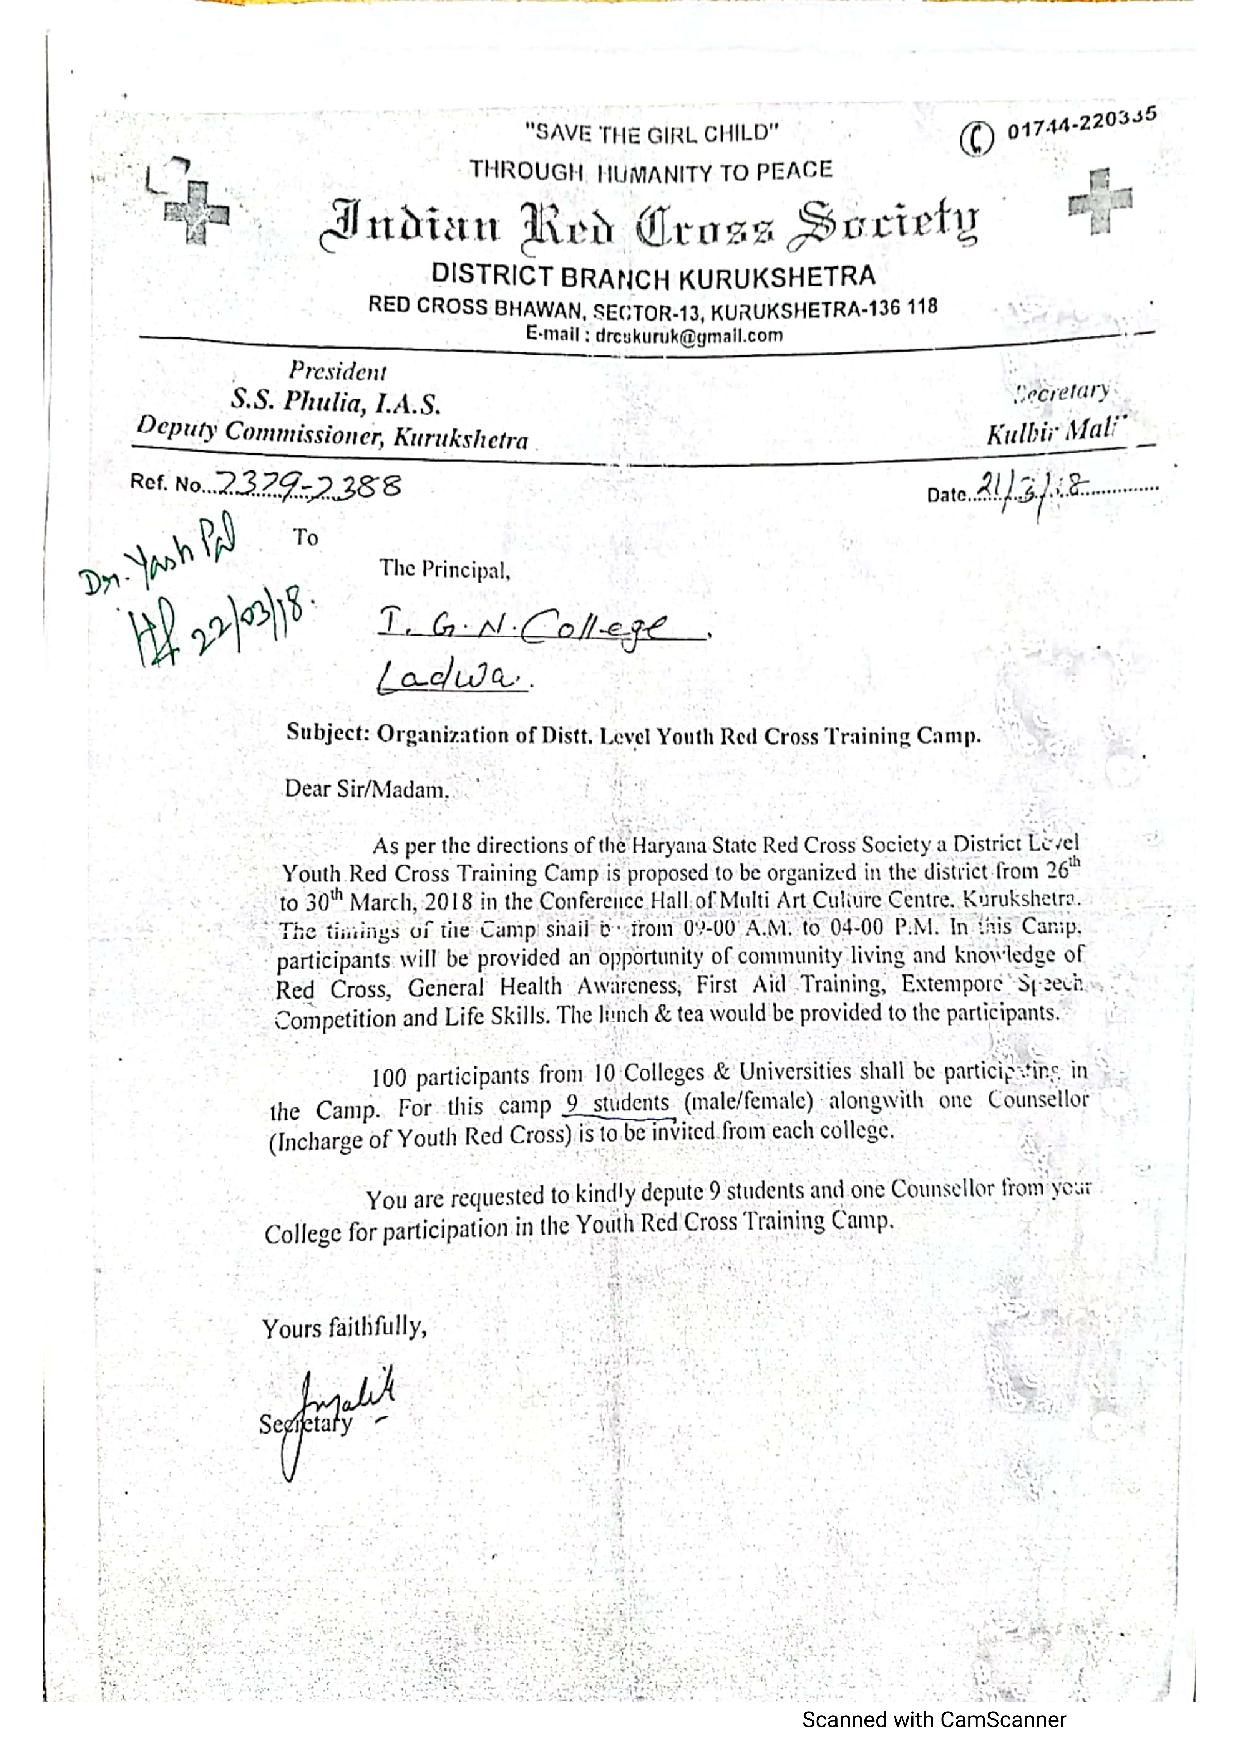 "SAVE THE GIRL CHILD"
01744-220335
THROUGH HUMANITY TO PEACE
Indian Red Cross Society
DISTRICT BRANCH KURUKSHETRA
RED CROSS BHAWAN, SECTOR-13, KURUKSHETRA-136 118
E-mail : drcskuruk@gmail.com
President
S.S. Phulia, I.A.S.
Deputy Commissioner, Kurukshetra
Secretary
Kulbir
Ref. No...2379-2388
Date..21/3/18
Dr. Yash Pal
22/03/18.
To
The Principal,
I. G. N. College.
Ladwa.
Subject: Organization of Distt. Level Youth Red Cross Training Camp.
Dear Sir/Madam.
As per the directions of the Haryana State Red Cross Society a District Level
Youth Red Cross Training Camp is proposed to be organized in the district from 26th
to 30th March, 2018 in the Conference Hall of Multi Art Culture Centre. Kurukshetra.
The timings of the Camp shall be from 09-00 A.M. to 04-00 P.M. In this Camp.
participants will be provided an opportunity of community living and knowledge of
Red Cross, General Health Awareness, First Aid Training, Extempore Speech
Competition and Life Skills. The lunch & tea would be provided to the participants.
100 participants from 10 Colleges & Universities shall be participating in
the Camp. For this camp 9 students (male/female) alongwith one Counsellor
(Incharge of Youth Red Cross) is to be invited from each college.
You are requested to kindly depute 9 students and one Counsellor from your
College for participation in the Youth Red Cross Training Camp.
Yours faithfully,
Secretary
Scanned with CamScanner